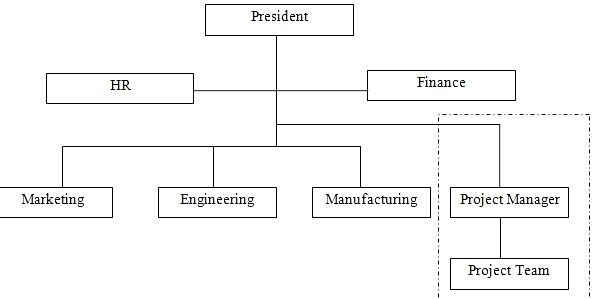 President
HR
Finance
Marketing
Engineering
Manufacturing
Project Manager
Project Team